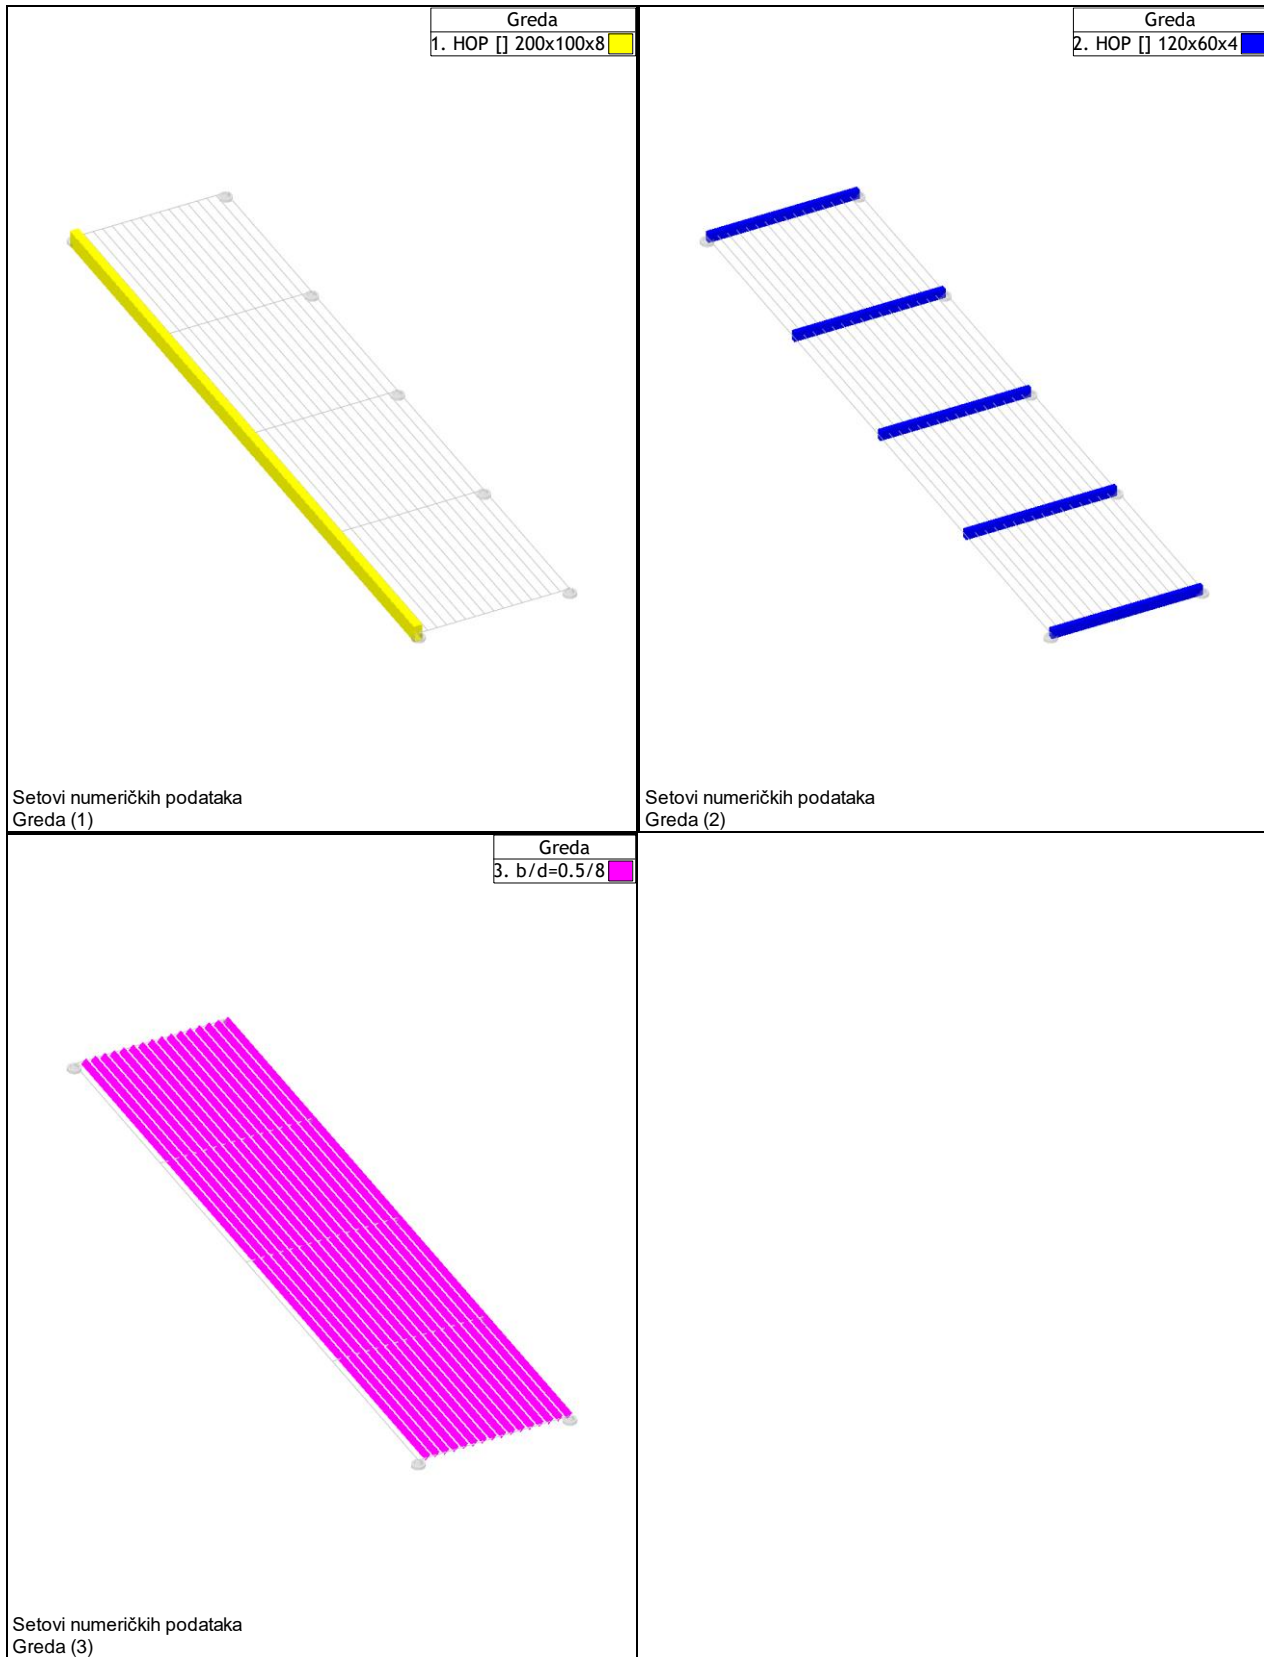 Greda
1. HOP [] 200x100x8
Setovi numeričkih podataka
Greda (1)
Greda
2. HOP [] 120x60x4
Setovi numeričkih podataka
Greda (2)
Greda
3. b/d=0.5/8
Setovi numeričkih podataka
Greda (3)